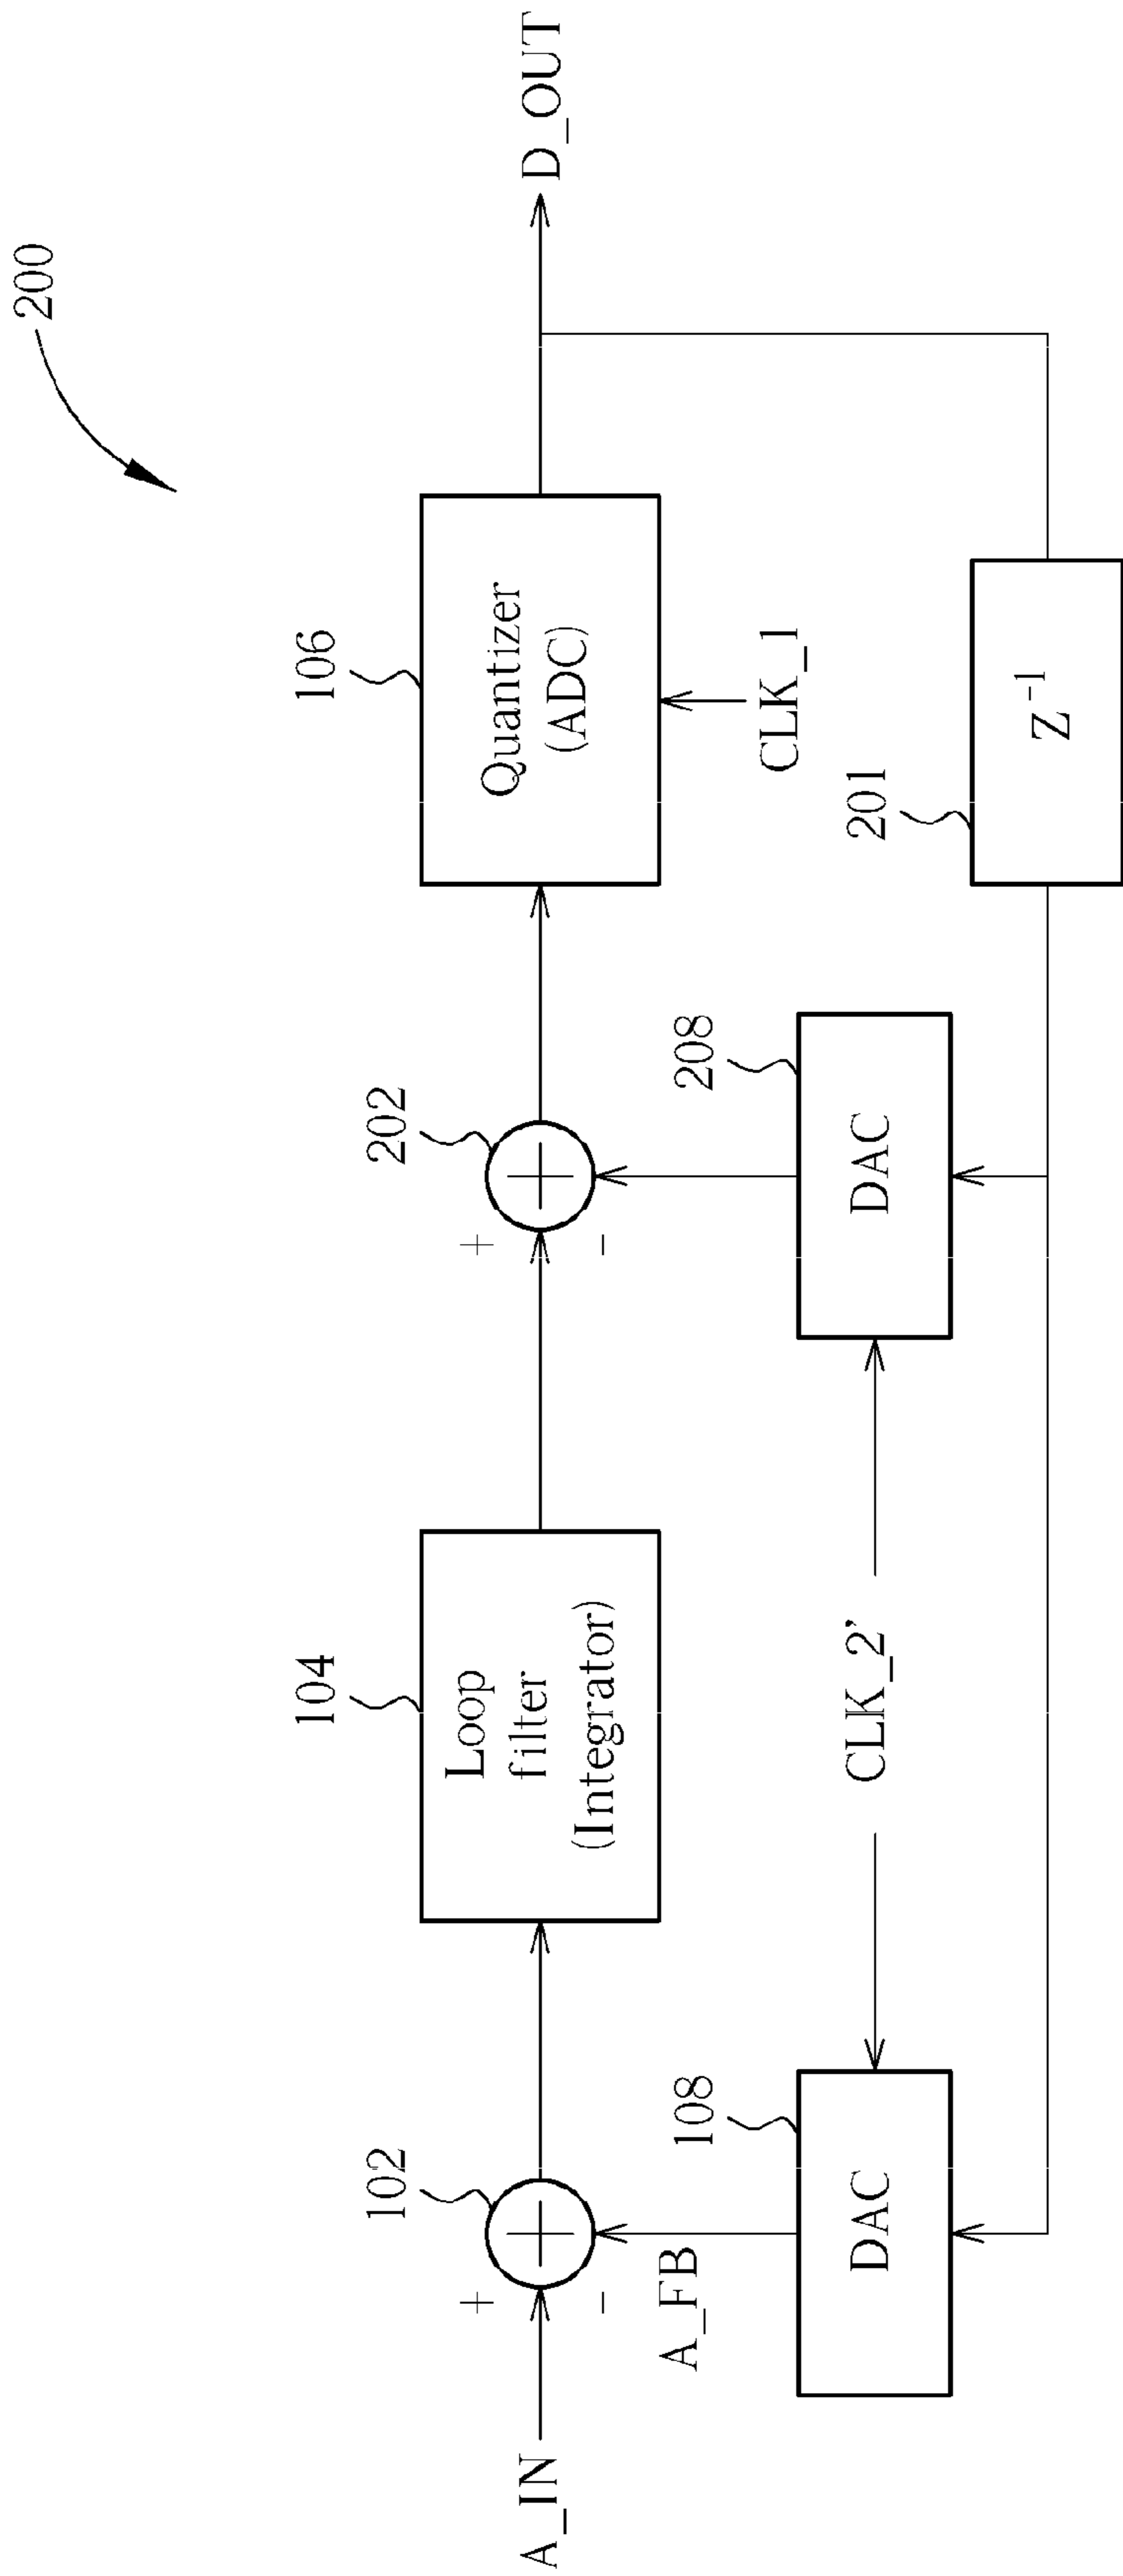 200
102
104
202
106
A_IN
+
-
Loop
filter
(Integrator)
+
-
Quantizer
(ADC)
D_OUT
A_FB
108
208
CLK_1
DAC
CLK_2’
DAC
201
Z⁻¹